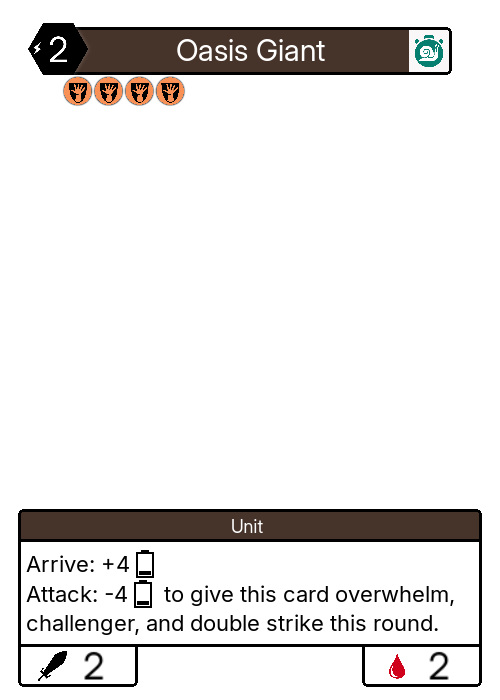 2
Oasis Giant
Unit
Arrive: +4
Attack: -4 to give this card overwhelm,
challenger, and double strike this round.
2
2